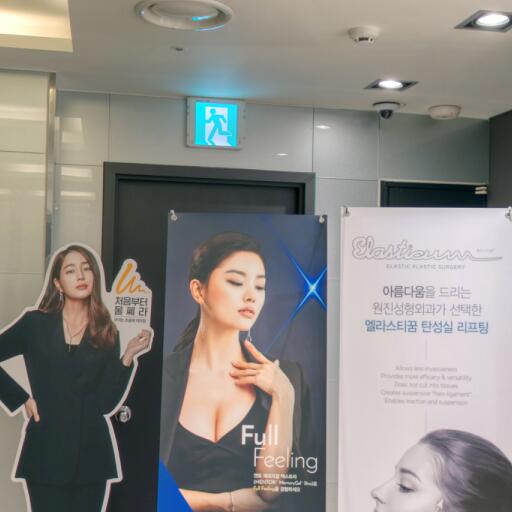 처음부터
울쎄라
Full
Feeling
Elasticum
ELASTIC PLASTIC SURGERY
아름다움을 드리는
원진성형외과가 선택한
엘라스티꿈 탄성실 리프팅
Allows less invasiveness
Provides more efficacy & versatility
Does not cut into tissues
Creates suspensive "Neo-ligament"
Enables traction and suspension